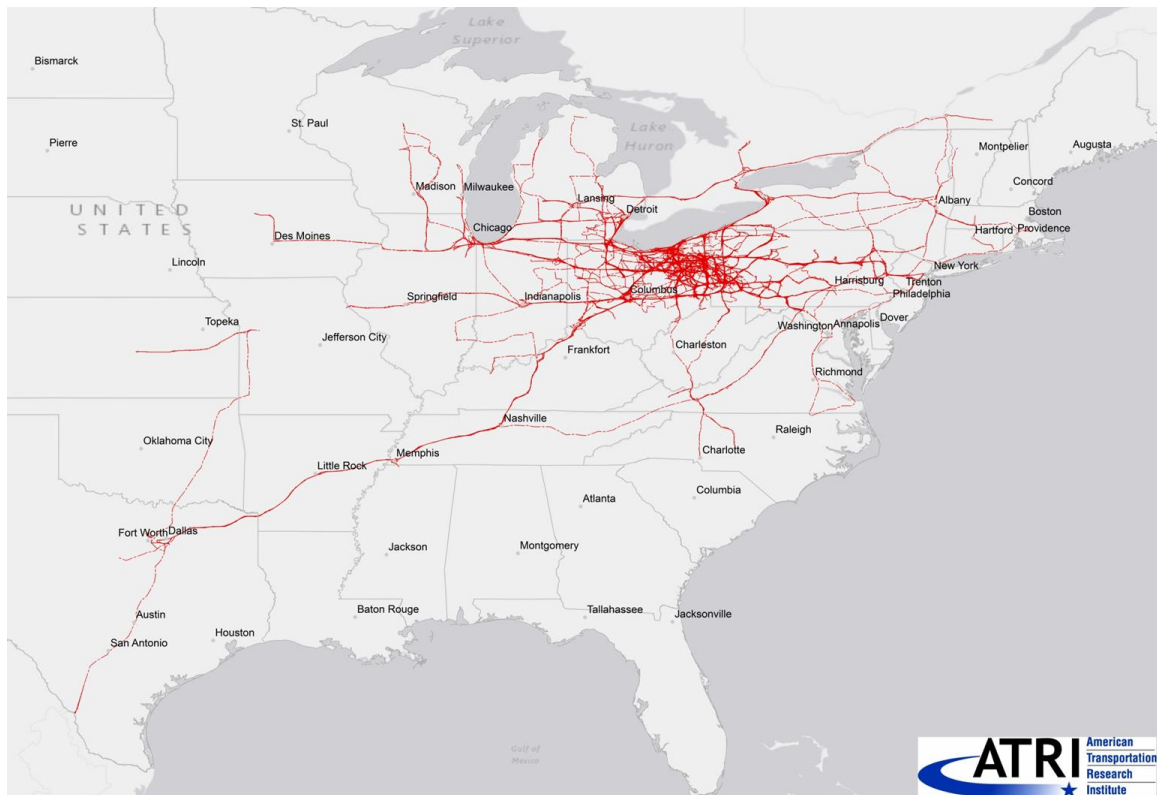 Lake
Superior
Bismarck
St. Paul
Pierre
Lake
Huron
Montpelier
Augusta
Madison
Milwaukee
Lansing
Concord
Albany
UNITED
STATES
Detroit
Boston
Chicago
Hartford
Providence
Des Moines
Lincoln
New York
Harrisburg
Trenton
Philadelphia
Springfield
Indianapolis
Columbus
Topeka
Jefferson City
Washington
Annapolis
Dover
Frankfort
Charleston
Richmond
Nashville
Raleigh
Oklahoma City
Memphis
Charlotte
Little Rock
Columbia
Atlanta
Fort Worth
Dallas
Jackson
Montgomery
Austin
Baton Rouge
Tallahassee
Jacksonville
Houston
San Antonio
Gulf of
Mexico
ATRI
American
Transportation
Research
Institute